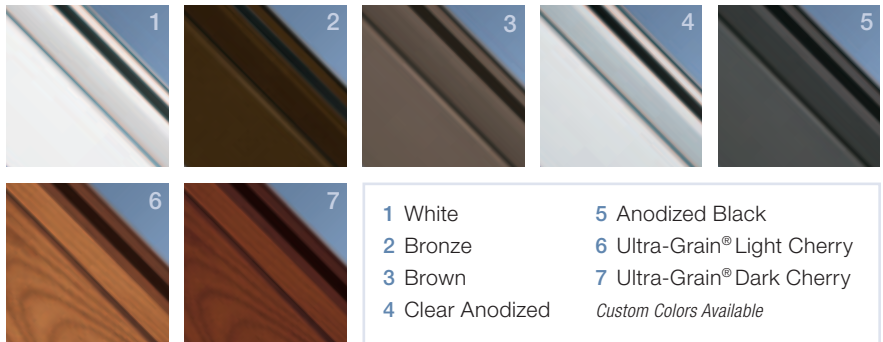 1
2
3
4
5
6
7
1 White
2 Bronze
3 Brown
4 Clear Anodized
5 Anodized Black
6 Ultra-Grain® Light Cherry
7 Ultra-Grain® Dark Cherry
Custom Colors Available